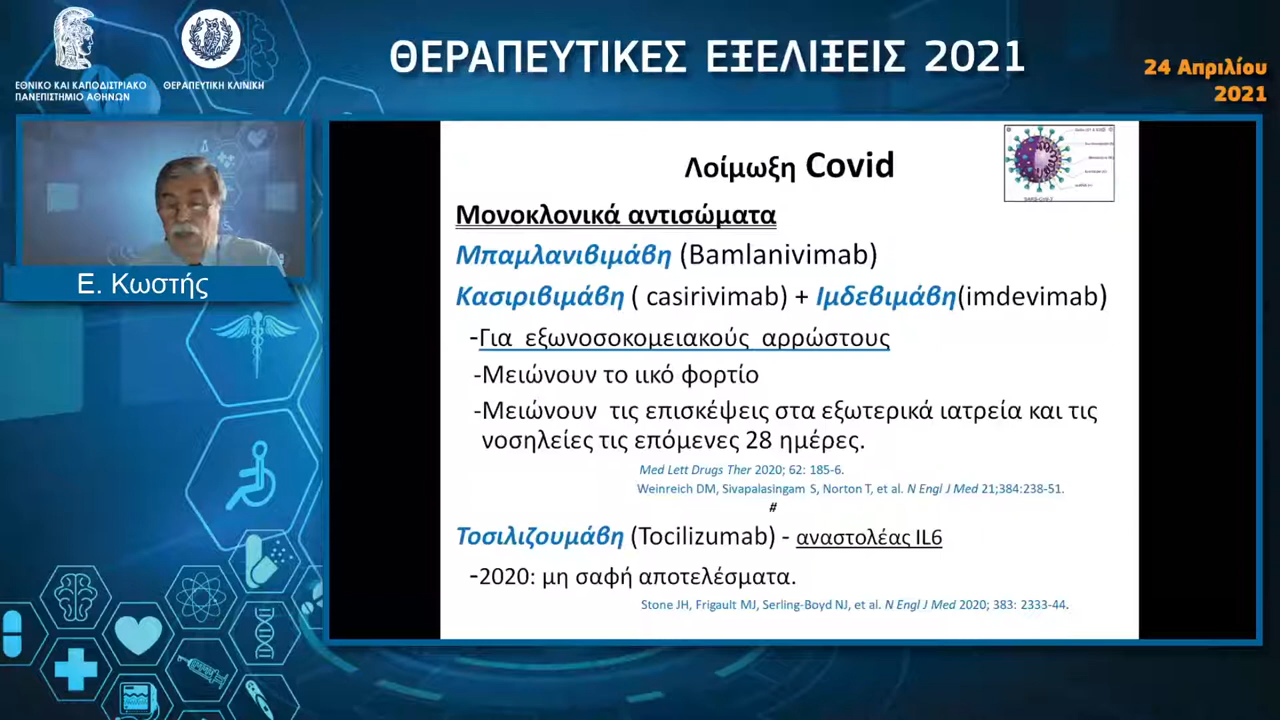 ΕΘΝΙΚΟ ΚΑΙ ΚΑΠΟΔΙΣΤΡΙΑΚΟ
ΠΑΝΕΠΙΣΤΗΜΙΟ ΑΘΗΝΩΝ
ΘΕΡΑΠΕΥΤΙΚΗ ΚΛΙΝΙΚΗ
ΘΕΡΑΠΕΥΤΙΚΕΣ ΕΞΕΛΙΞΕΙΣ 2021
24 Απριλίου
2021
Ε. Κωστής
Λοίμωξη Covid
Μονοκλονικά αντισώματα
Μπαμλανιβιμάβη (Bamlanivimab)
Κασιριβιμάβη ( casirivimab) + Ιμδεβιμάβη(imdevimab)
-Για εξωνοσοκομειακούς αρρώστους
-Μειώνουν το ιικό φορτίο
-Μειώνουν τις επισκέψεις στα εξωτερικά ιατρεία και τις
νοσηλείες τις επόμενες 28 ημέρες.
Med Lett Drugs Ther 2020; 62: 185-6.
Weinreich DM, Sivapalasingam S, Norton T, et al. N Engl J Med 21;384:238-51.
#
Τοσιλιζουμάβη (Tocilizumab) - αναστολέας IL6
-2020: μη σαφή αποτελέσματα.
Stone JH, Frigault MJ, Serling-Boyd NJ, et al. N Engl J Med 2020; 383: 2333-44.